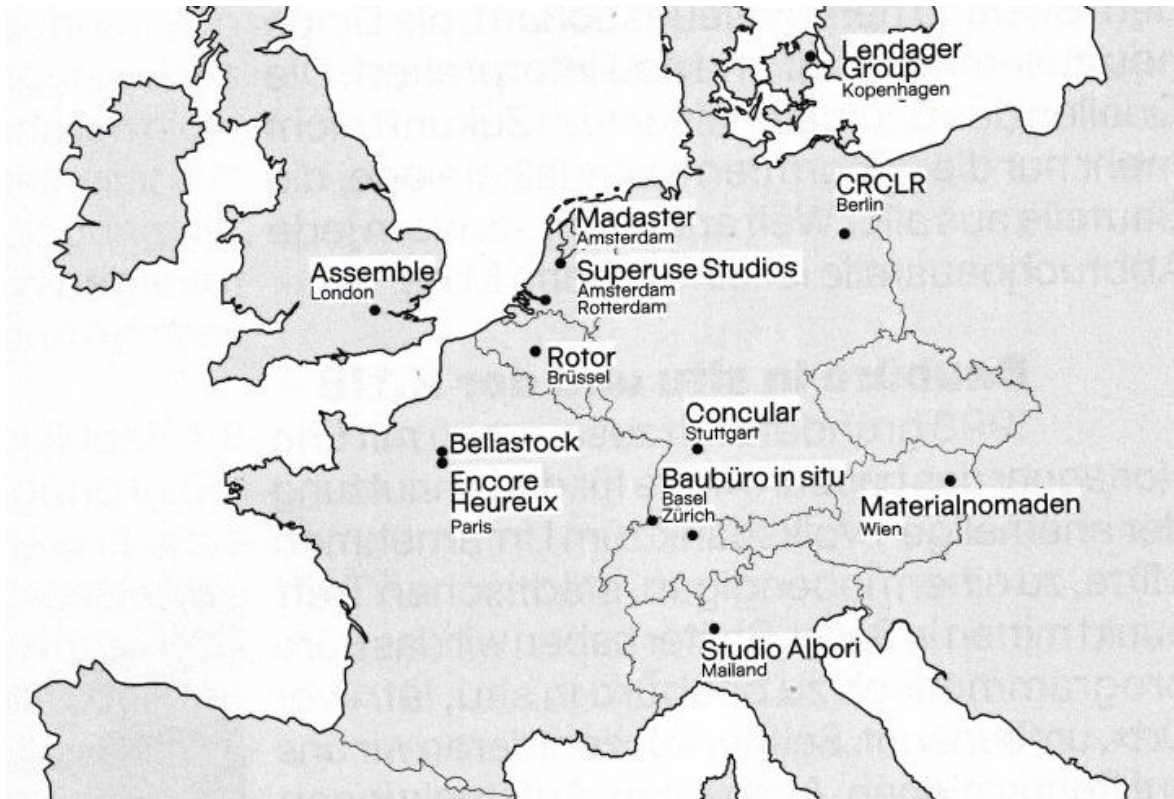 Lendager
Group
Kopenhagen
CRCLR
Berlin
Madaster
Amsterdam
Assemble
London
Superuse Studios
Amsterdam
Rotterdam
Rotor
Brüssel
Concular
Stuttgart
Bellastock
Encore
Heureux
Paris
Baubüro in situ
Basel
Zürich
Materialnomaden
Wien
Studio Albori
Mailand